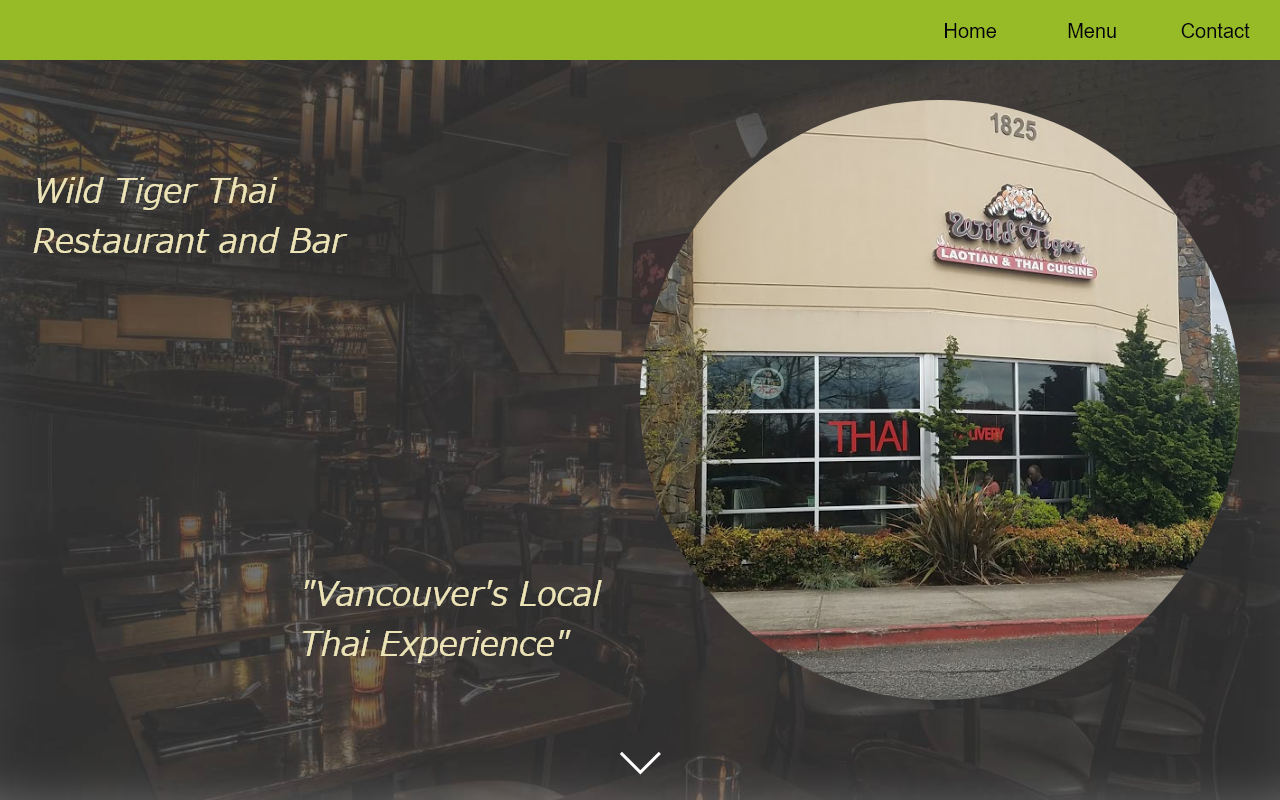 Home Menu Contact
Wild Tiger Thai
Restaurant and Bar
1825
Wild Tiger
LAOTIAN & THAI CUISINE
THAI
"Vancouver's Local
Thai Experience"